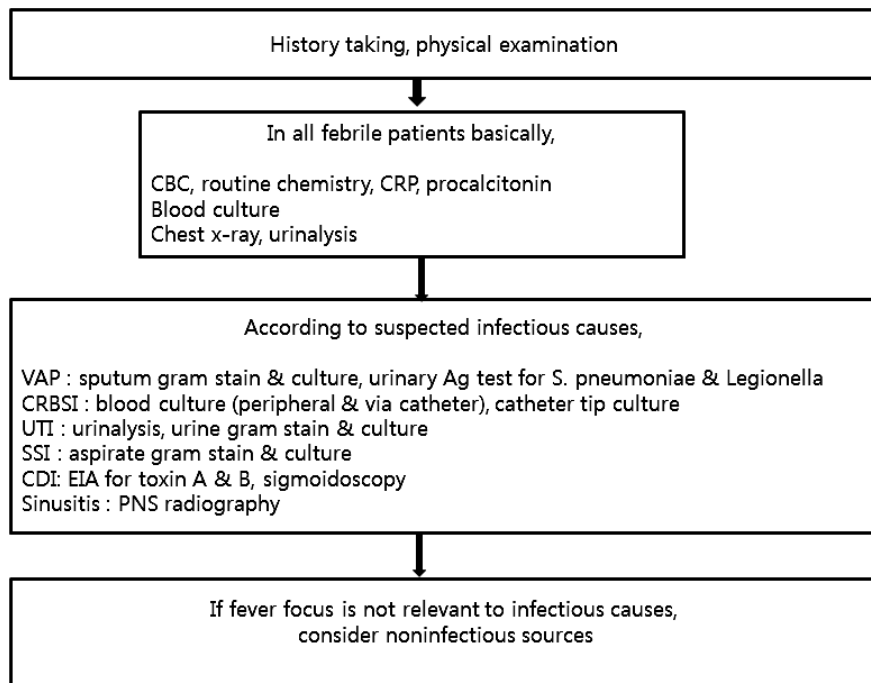 History taking, physical examination
In all febrile patients basically,
CBC, routine chemistry, CRP, procalcitonin
Blood culture
Chest x-ray, urinalysis
According to suspected infectious causes,
VAP : sputum gram stain & culture, urinary Ag test for S. pneumoniae & Legionella
CRBSI : blood culture (peripheral & via catheter), catheter tip culture
UTI : urinalysis, urine gram stain & culture
SSI : aspirate gram stain & culture
CDI: EIA for toxin A & B, sigmoidoscopy
Sinusitis : PNS radiography
If fever focus is not relevant to infectious causes,
consider noninfectious sources